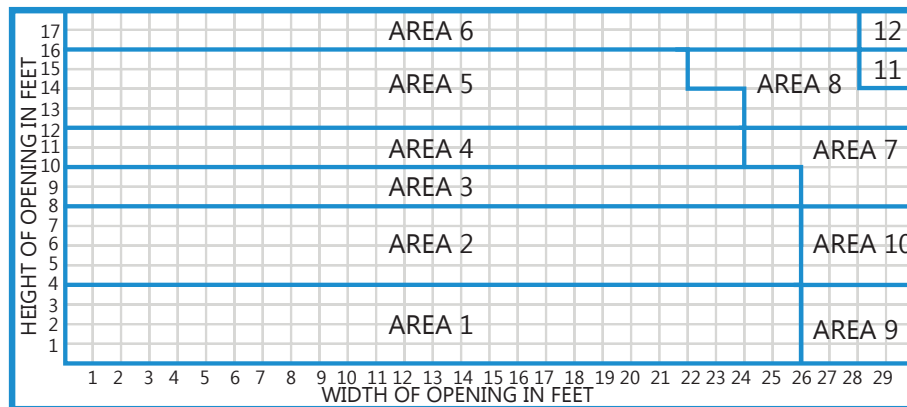 HEIGHT OF OPENING IN FEET
17
16
15
14
13
12
11
10
9
8
7
6
5
4
3
2
1
AREA 6
12
11
AREA 5
AREA 8
AREA 4
AREA 7
AREA 3
AREA 2
AREA 10
AREA 1
AREA 9
1 2 3 4 5 6 7 8 9 10 11 12 13 14 15 16 17 18 19 20 21 22 23 24 25 26 27 28 29
WIDTH OF OPENING IN FEET